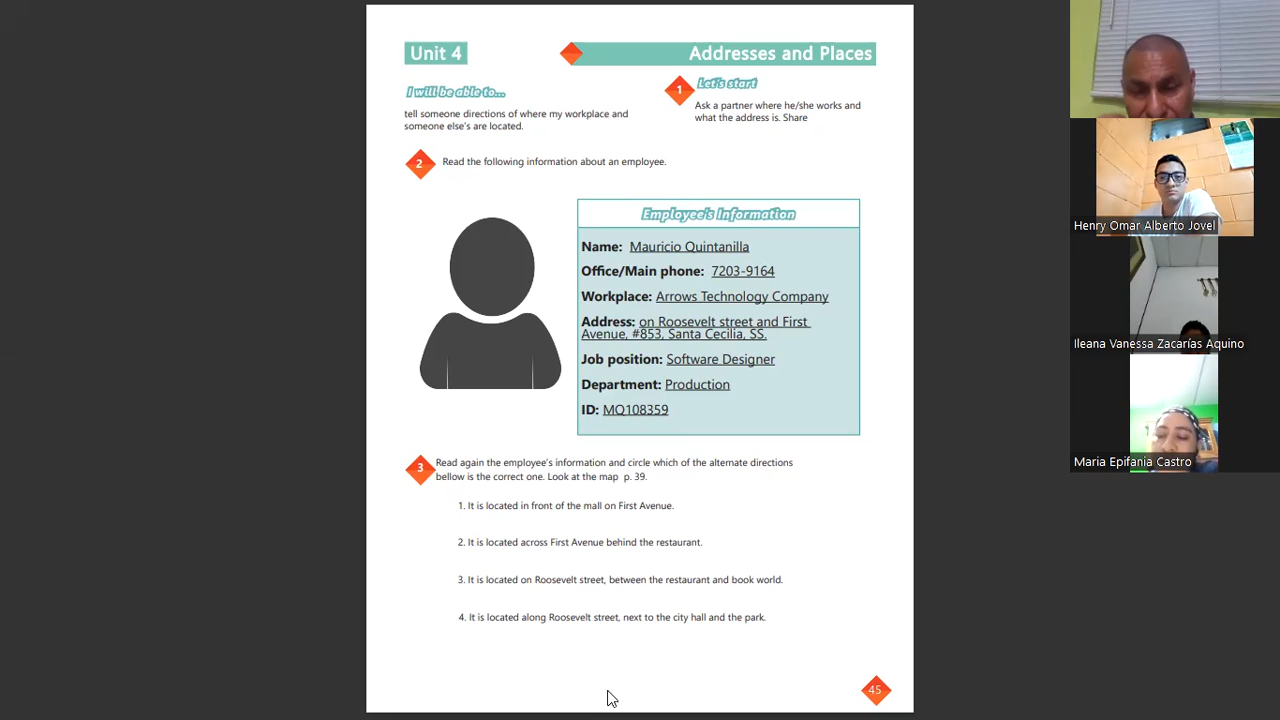 Unit 4
Addresses and Places
I will be able to...
tell someone directions of where my workplace and
someone else's are located.
1
Let's start
Ask a partner where he/she works and
what the address is. Share
2
Read the following information about an employee.
Employee's Information
Name: Mauricio Quintanilla
Office/Main phone: 7203-9164
Workplace: Arrows Technology Company
Address: on Roosevelt street and First
Avenue, #853, Santa Cecilia, SS.
Job position: Software Designer
Department: Production
ID: MQ108359
3
Read again the employee's information and circle which of the alternate directions
bellow is the correct one. Look at the map p. 39.
1. It is located in front of the mall on First Avenue.
2. It is located across First Avenue behind the restaurant.
3. It is located on Roosevelt street, between the restaurant and book world.
4. It is located along Roosevelt street, next to the city hall and the park.
45
Henry Omar Alberto Jovel
Ileana Vanessa Zacarías Aquino
Maria Epifania Castro